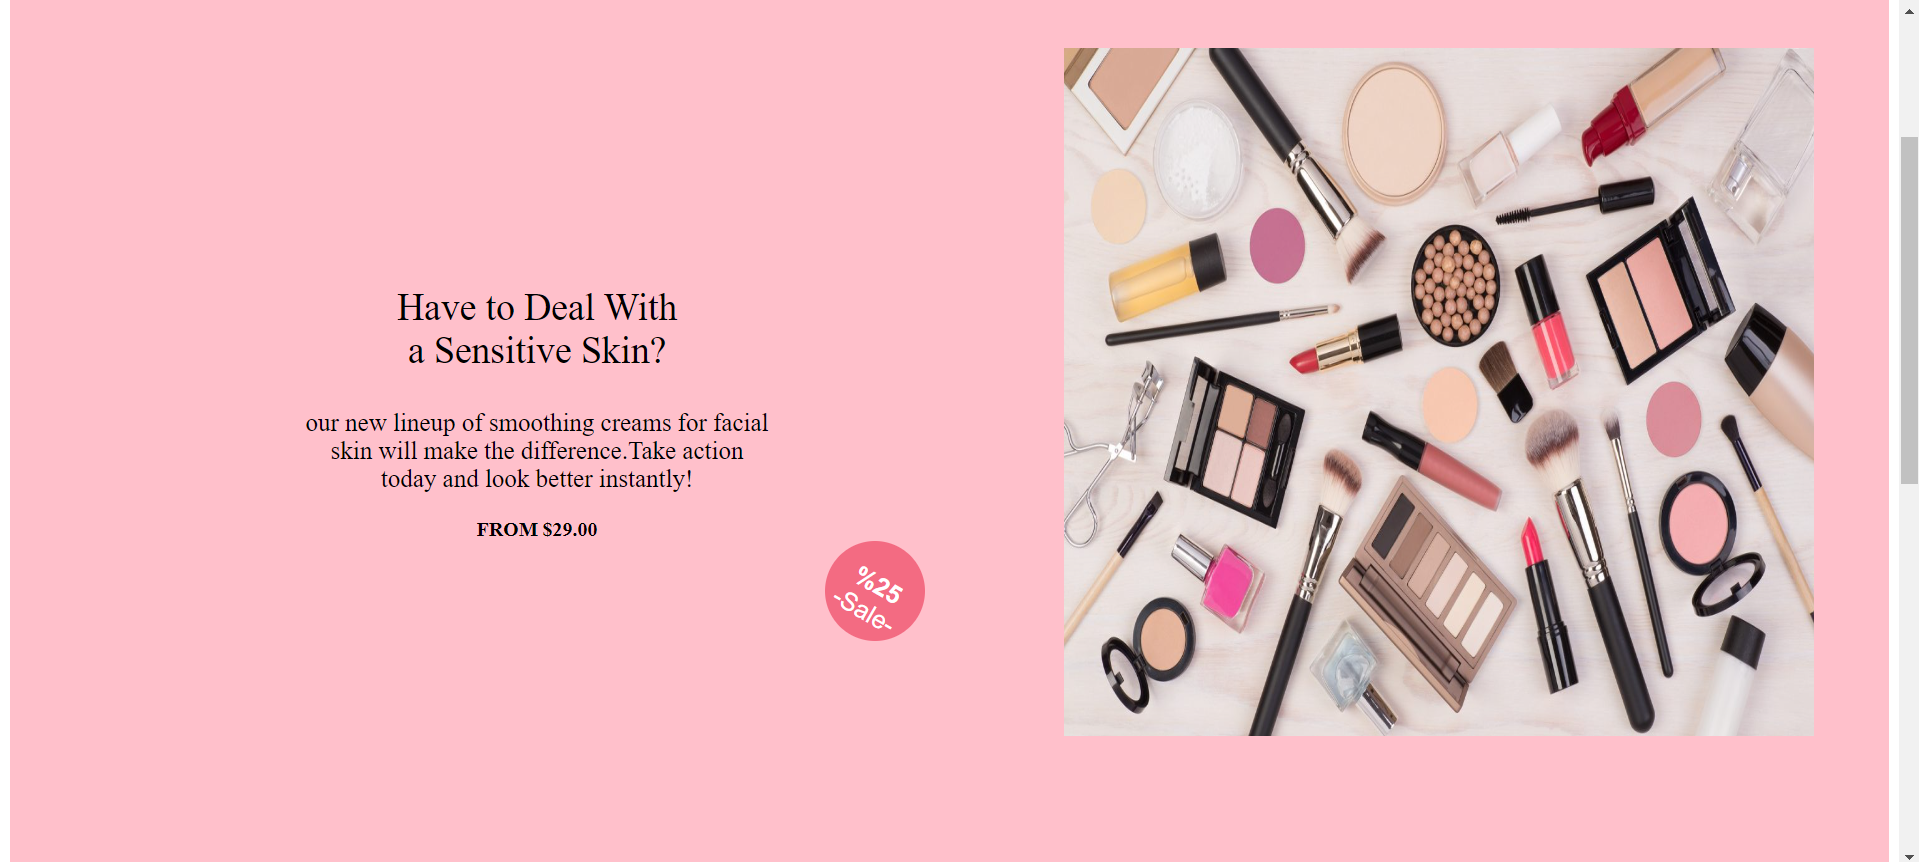 Have to Deal With
a Sensitive Skin?
our new lineup of smoothing creams for facial
skin will make the difference.Take action
today and look better instantly!
FROM $29.00
%25
-Sale-